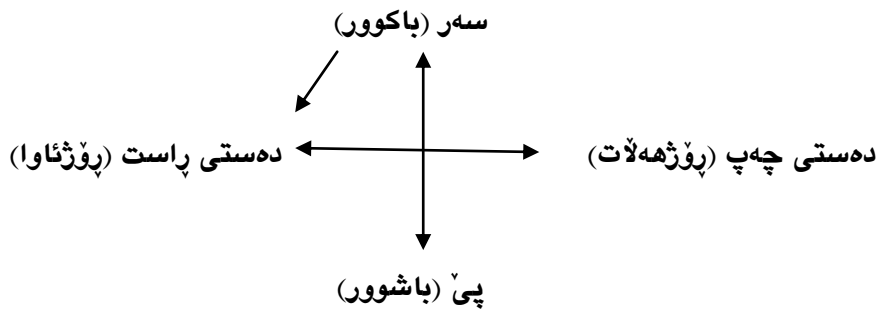 سەر (باکوور)
دەستی چەپ (ڕۆژهەڵات)
دەستی ڕاست (ڕۆژئاوا)
پێ (باشوور)